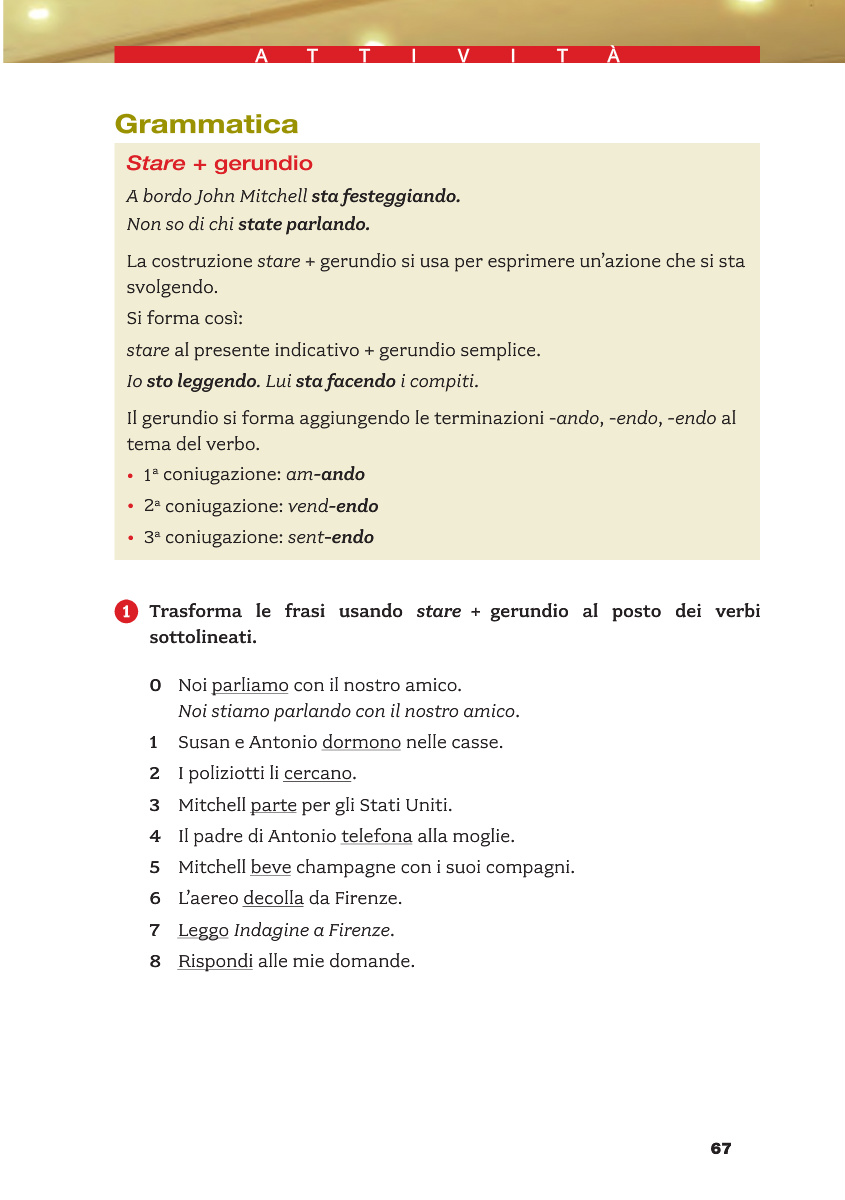 ATTIVITÀ
Grammatica
Stare + gerundio
A bordo John Mitchell sta festeggiando.
Non so di chi state parlando.
La costruzione stare + gerundio si usa per esprimere un’azione che si sta
svolgendo.
Si forma così:
stare al presente indicativo + gerundio semplice.
Io sto leggendo. Lui sta facendo i compiti.
Il gerundio si forma aggiungendo le terminazioni -ando, -endo, -endo al
tema del verbo.
• 1ª coniugazione: am-ando
• 2ª coniugazione: vend-endo
• 3ª coniugazione: sent-endo
1 Trasforma le frasi usando stare + gerundio al posto dei verbi
sottolineati.
0 Noi parliamo con il nostro amico.
Noi stiamo parlando con il nostro amico.
1 Susan e Antonio dormono nelle casse.
2 I poliziotti li cercano.
3 Mitchell parte per gli Stati Uniti.
4 Il padre di Antonio telefona alla moglie.
5 Mitchell beve champagne con i suoi compagni.
6 L’aereo decolla da Firenze.
7 Leggo Indagine a Firenze.
8 Rispondi alle mie domande.
67